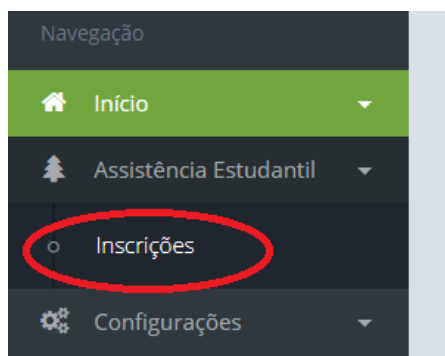 Navegação
Início
Assistência Estudantil
Inscrições
Configurações